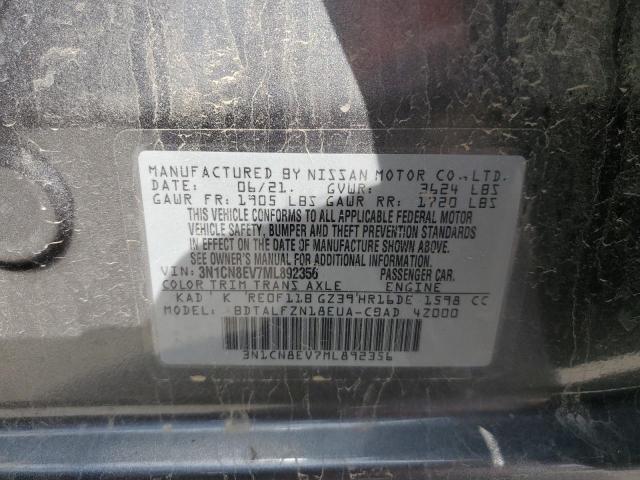 MANUFACTURED BY NISSAN MOTOR CO., LTD.
DATE: 06/21. GVWR: 3624 LBS
GAWR FR: 1905 LBS GAWR RR: 1720 LBS
THIS VEHICLE CONFORMS TO ALL APPLICABLE FEDERAL MOTOR
VEHICLE SAFETY, BUMPER AND THEFT PREVENTION STANDARDS
IN EFFECT ON THE DATE OF MANUFACTURE SHOWN ABOVE.
SEE OWNER'S MANUAL FOR ADDITIONAL INFORMATION.
VIN: 3N1CN8EV7ML892356 PASSENGER CAR.
COLOR TRIM TRANS AXLE ENGINE
KAD K RE0F11B GZ39 HR16DE 1598 CC
MODEL: BDTALFZN18EUA-C9AD 4Z000
3N1CN8EV7ML892356